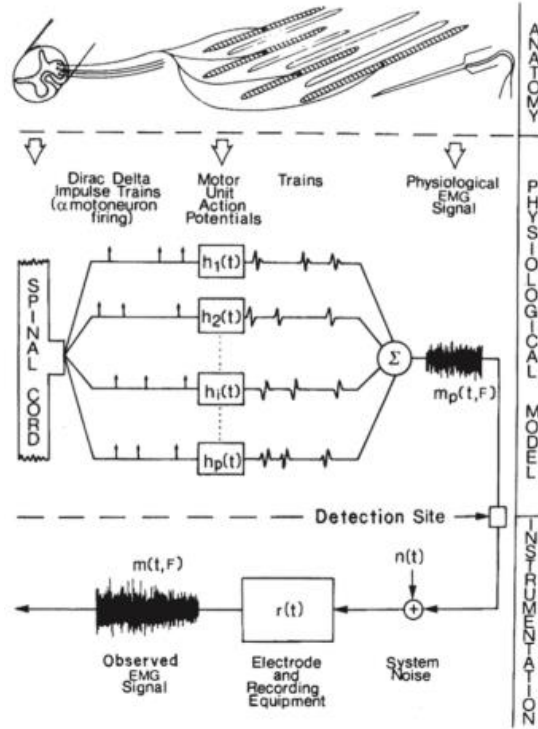 ANATOMY
Dirac Delta
Impulse Trains
(α motoneuron
firing)
Motor
Unit
Action
Potentials
Trains
Physiological
EMG
Signal
PHYSIOLOGICAL MODEL
SPINAL CORD
h₁(t)
h₂(t)
hᵢ(t)
hₚ(t)
Σ
mₚ(t,F)
Detection Site
INSTRUMENTATION
m(t,F)
n(t)
r(t)
+
Observed
EMG
Signal
Electrode
and
Recording
Equipment
System
Noise